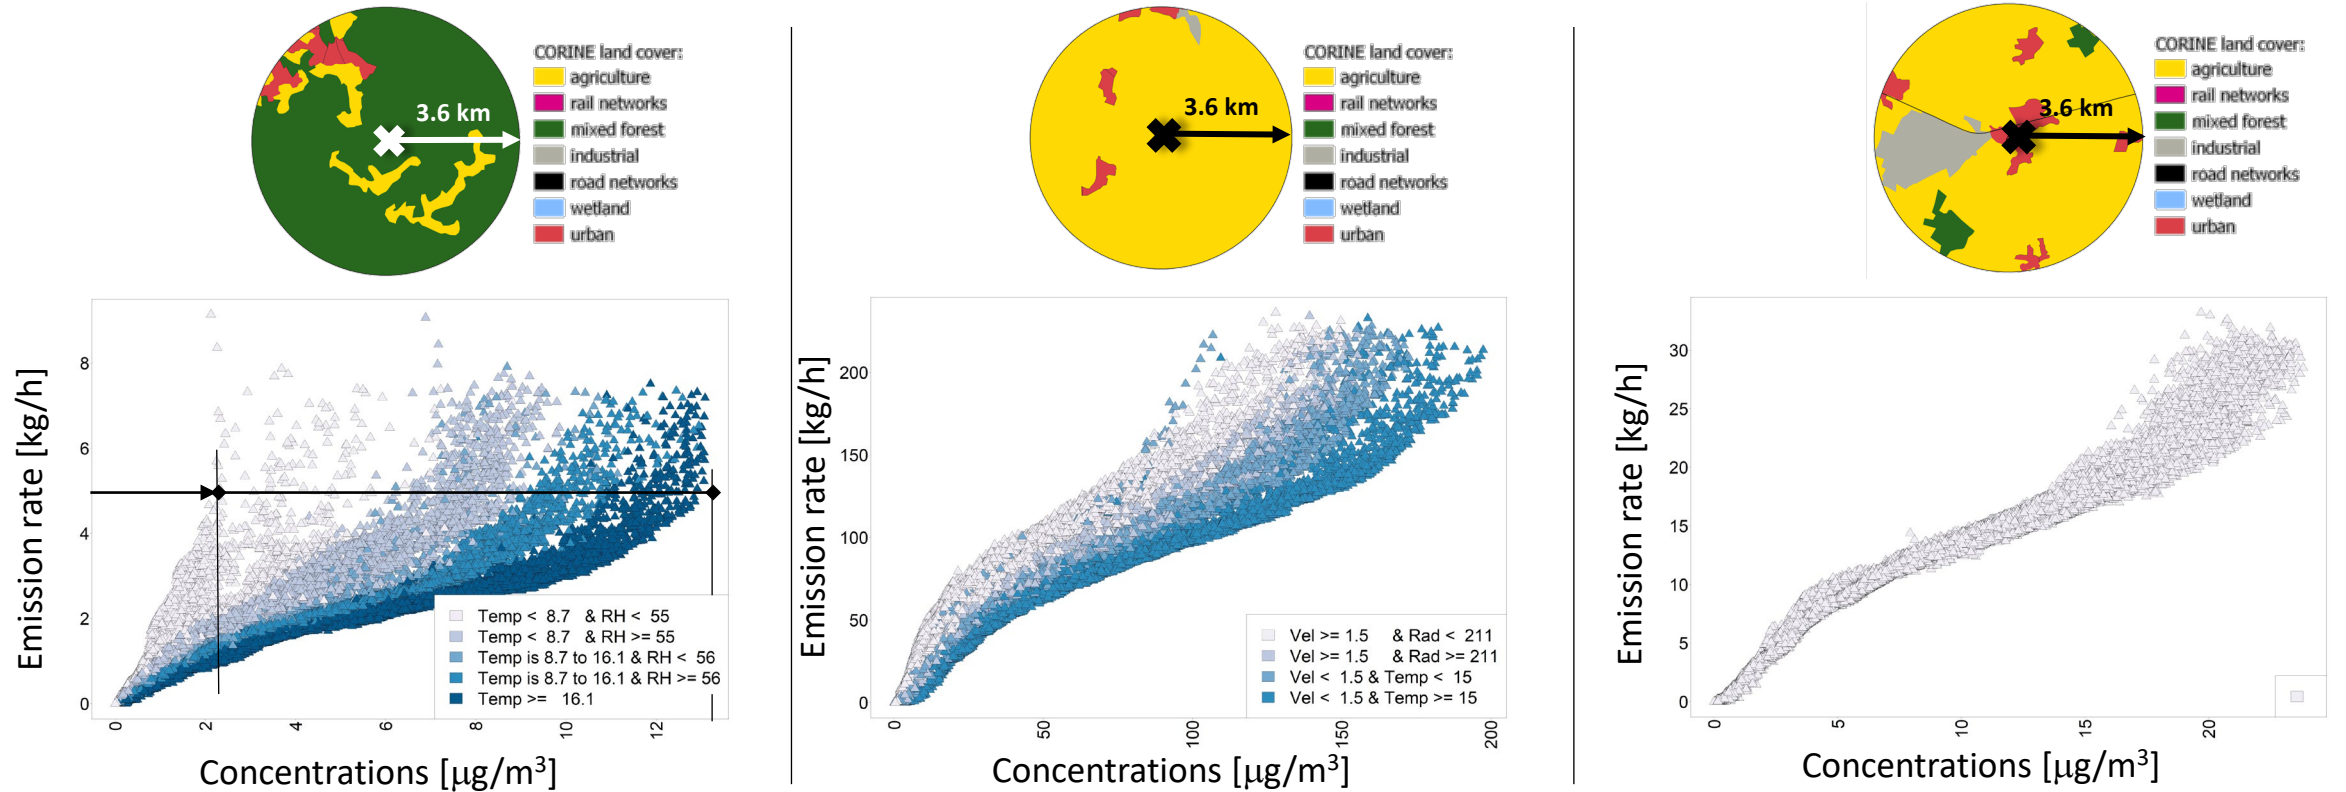 CORINE land cover:
agriculture
rail networks
mixed forest
industrial
road networks
wetland
urban
3.6 km
Emission rate [kg/h]
8
6
4
2
0
Temp < 8.7 & RH < 55
Temp < 8.7 & RH >= 55
Temp is 8.7 to 16.1 & RH < 56
Temp is 8.7 to 16.1 & RH >= 56
Temp >= 16.1
0 2 4 6 8 10 12
Concentrations [μg/m³]
CORINE land cover:
agriculture
rail networks
mixed forest
industrial
road networks
wetland
urban
3.6 km
Emission rate [kg/h]
200
150
100
50
0
Vel >= 1.5 & Rad < 211
Vel >= 1.5 & Rad >= 211
Vel < 1.5 & Temp < 15
Vel < 1.5 & Temp >= 15
0 50 100 150 200
Concentrations [μg/m³]
CORINE land cover:
agriculture
rail networks
mixed forest
industrial
road networks
wetland
urban
3.6 km
Emission rate [kg/h]
30
25
20
15
10
5
0
0 5 10 15 20
Concentrations [μg/m³]